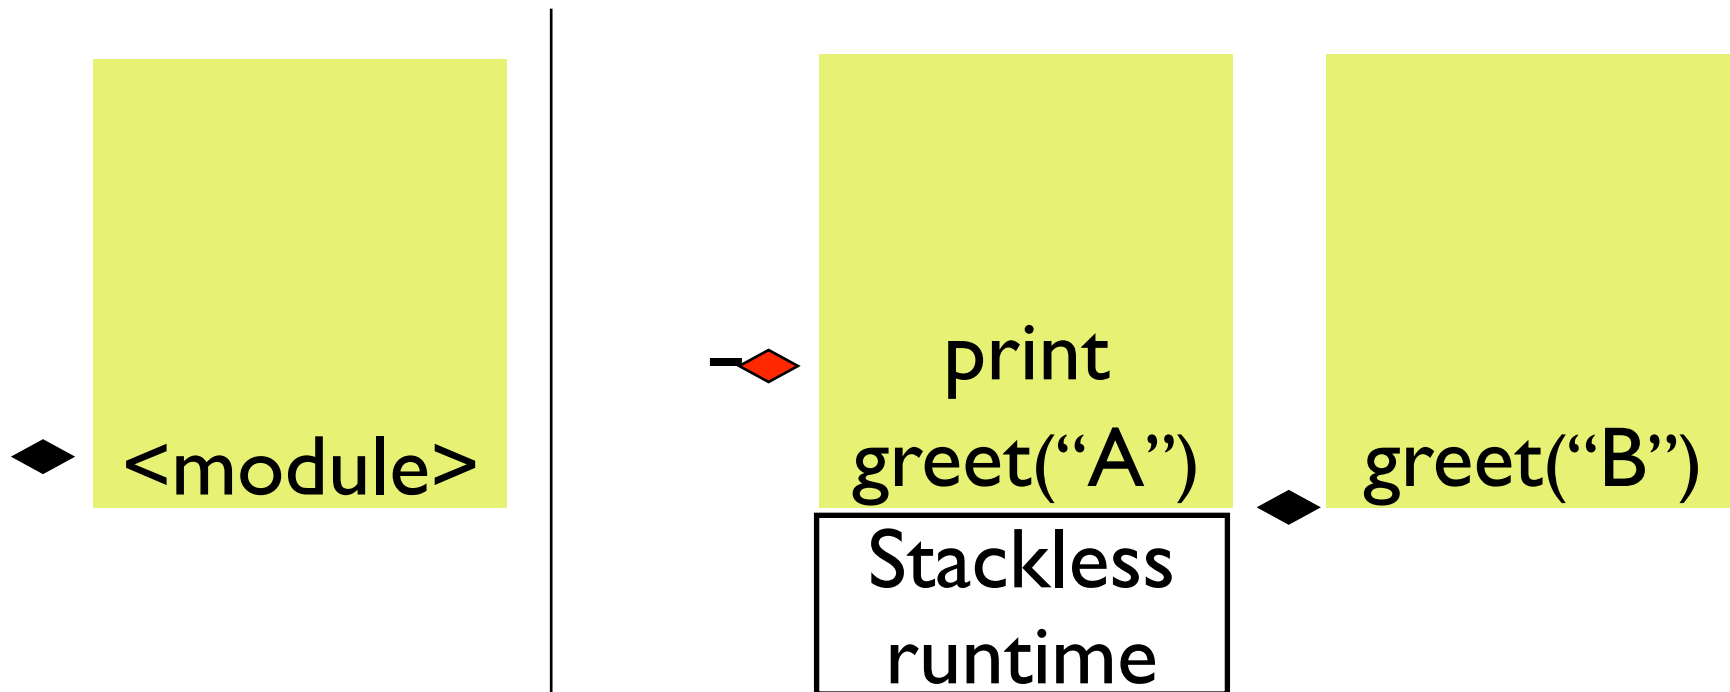 <module>
print
greet(“A”)
Stackless
runtime
greet(“B”)